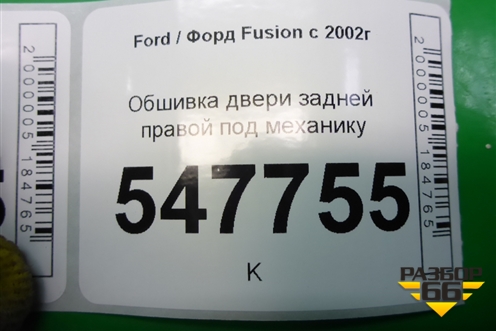 Ford / Форд Fusion с 2002г
Обшивка двери задней
правой под механику
547755
К
2000005184765
2000005184765
РАЗБОР
66